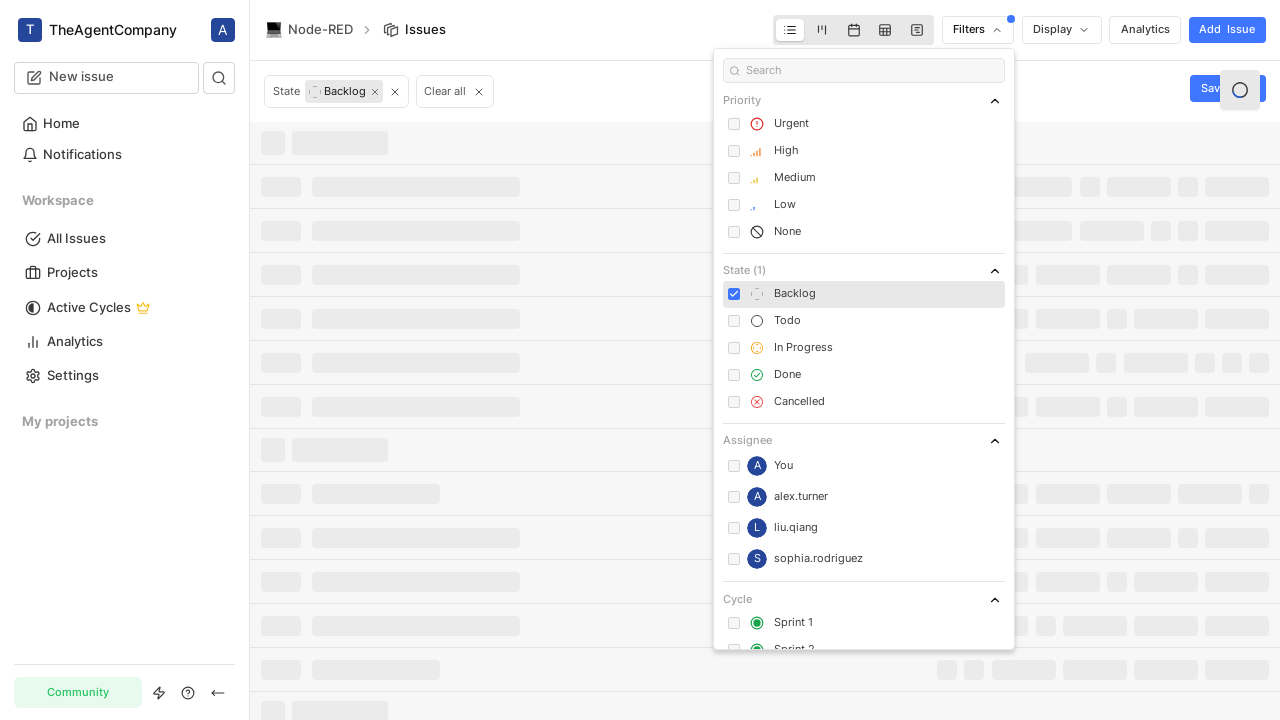 T TheAgentCompany A
Node-RED Issues
Filters Display Analytics Add Issue
New issue
Search
State Backlog Clear all
Priority
Home
Urgent
Notifications
High
Medium
Low
Workspace
None
All Issues
State (1)
Projects
Backlog
Active Cycles
Todo
Analytics
In Progress
Settings
Done
Cancelled
My projects
Assignee
A You
A alex.turner
L liu.qiang
S sophia.rodriguez
Cycle
Sprint 1
Sprint 2
Community